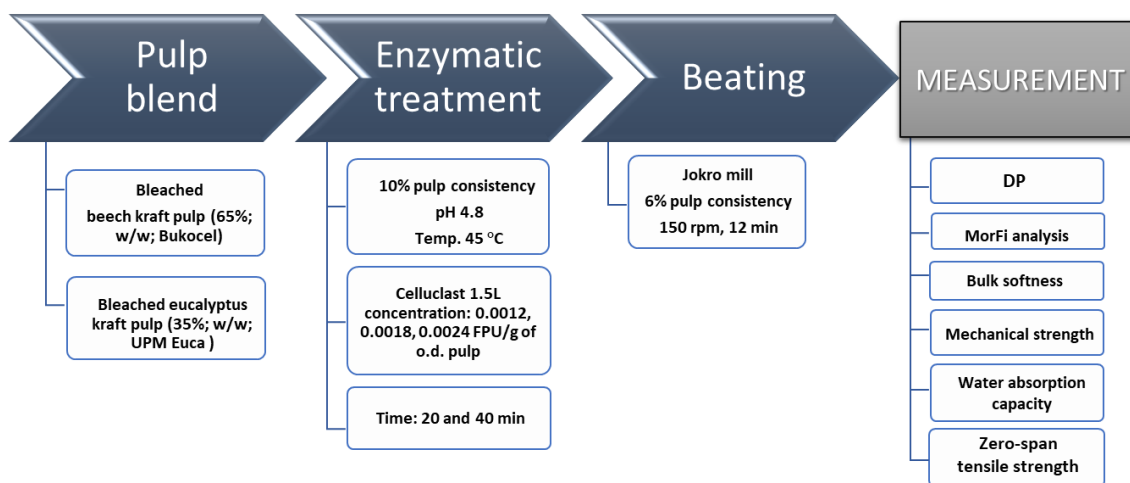 Pulp
blend
Enzymatic
treatment
Beating
MEASUREMENT
Bleached
beech kraft pulp (65%;
w/w; Bukocel)
Bleached eucalyptus
kraft pulp (35%; w/w;
UPM Euca )
10% pulp consistency
pH 4.8
Temp. 45 °C
Celluclast 1.5L
concentration: 0.0012,
0.0018, 0.0024 FPU/g of
o.d. pulp
Time: 20 and 40 min
Jokro mill
6% pulp consistency
150 rpm, 12 min
DP
MorFi analysis
Bulk softness
Mechanical strength
Water absorption
capacity
Zero-span
tensile strength